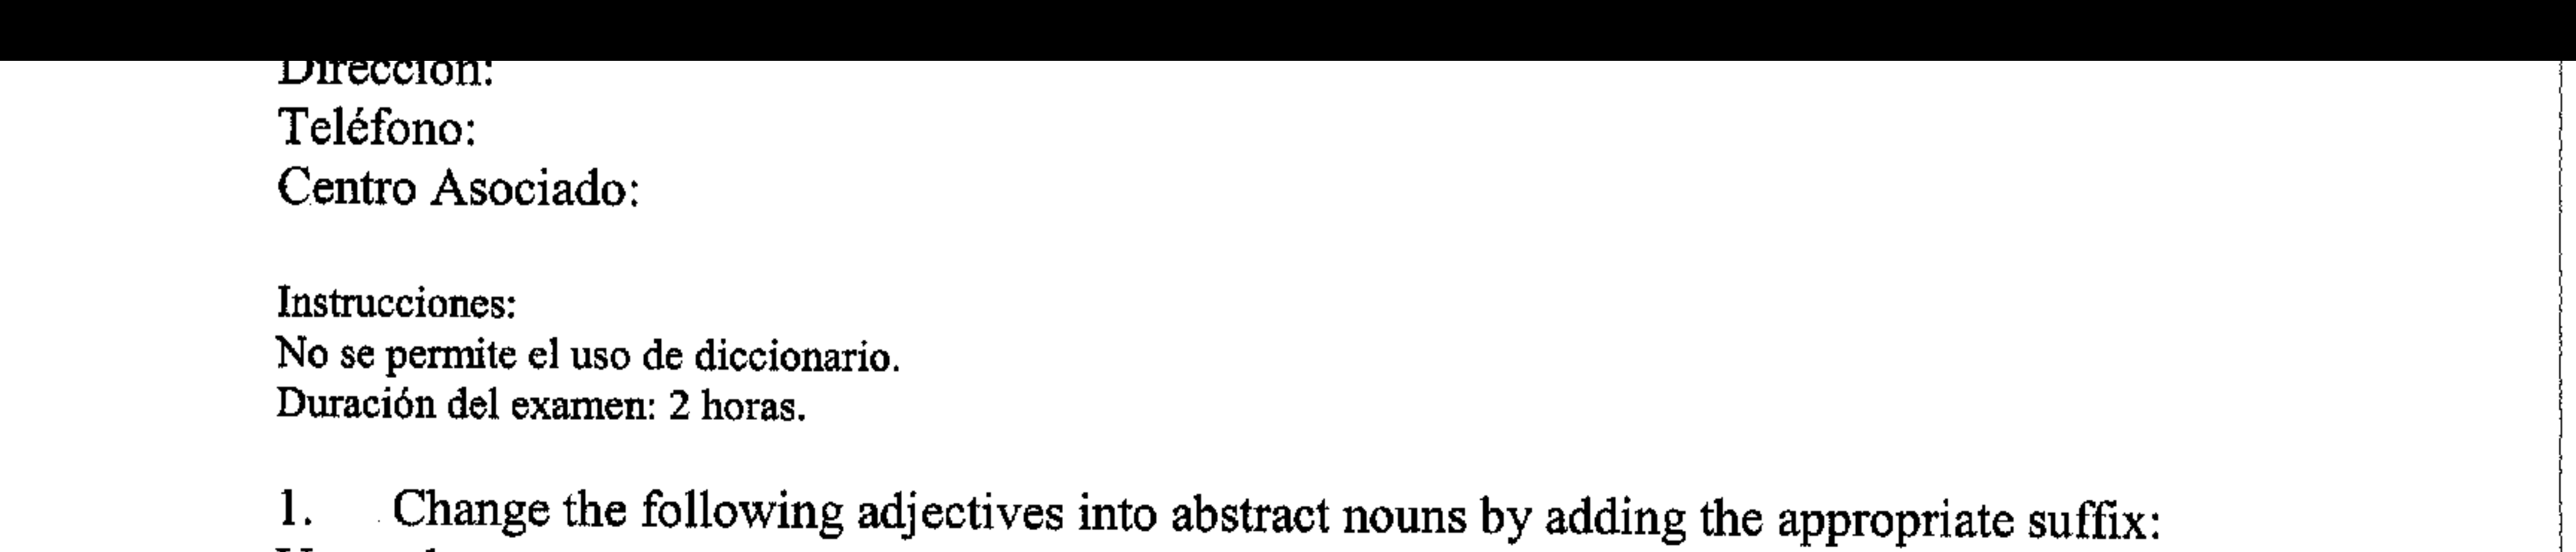 Dirección:
Teléfono:
Centro Asociado:
Instrucciones:
No se permite el uso de diccionario.
Duración del examen: 2 horas.
1. Change the following adjectives into abstract nouns by adding the appropriate suffix: